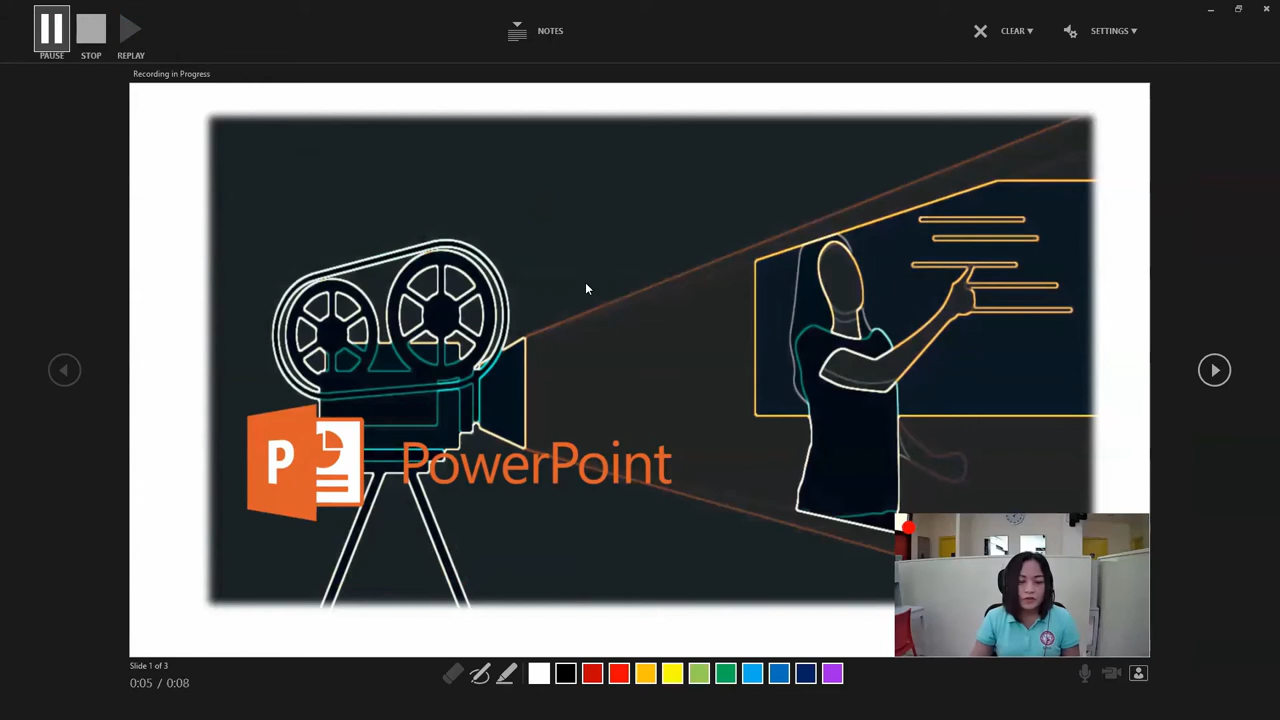 PAUSE STOP REPLAY
NOTES
CLEAR SETTINGS
Recording in Progress
P PowerPoint
Slide 1 of 3
0:05 / 0:08